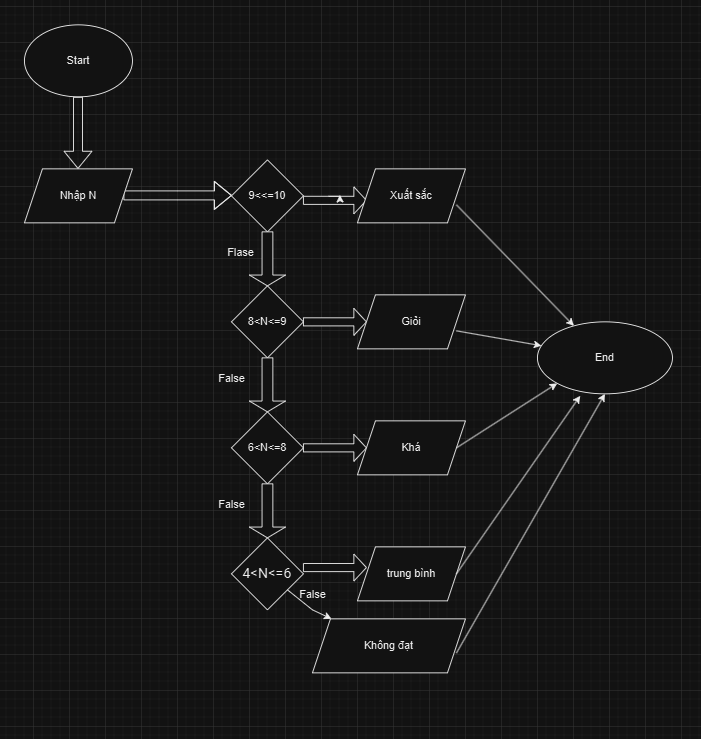 Start
Nhập N
9<<=10
Xuất sắc
Flase
8<N<=9
Giỏi
End
False
6<N<=8
Khá
False
4<N<=6
trung bình
False
Không đạt